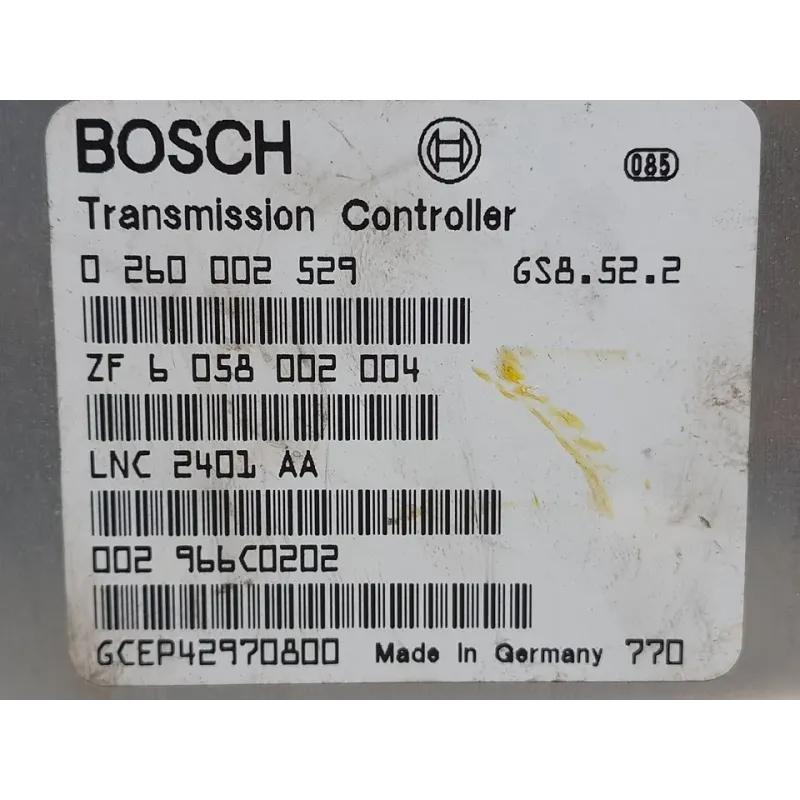 BOSCH
085
Transmission Controller
0 260 002 529 GS8.52.2
ZF 6 058 002 004
LNC 2401 AA
002 966C0202
GCEP42970800 Made In Germany 770